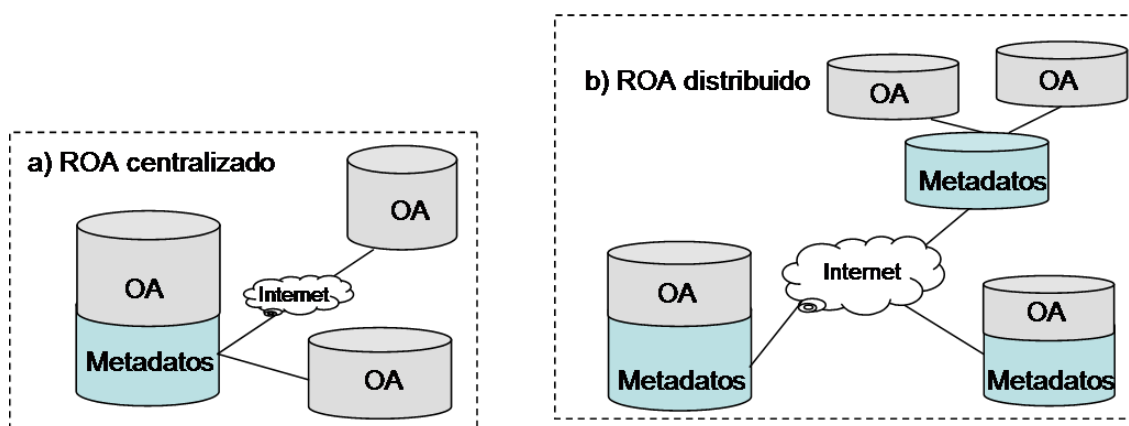 a) ROA centralizado
OA
OA
Internet
Metadatos
OA
b) ROA distribuido
OA
OA
Metadatos
Internet
OA
Metadatos
OA
Metadatos